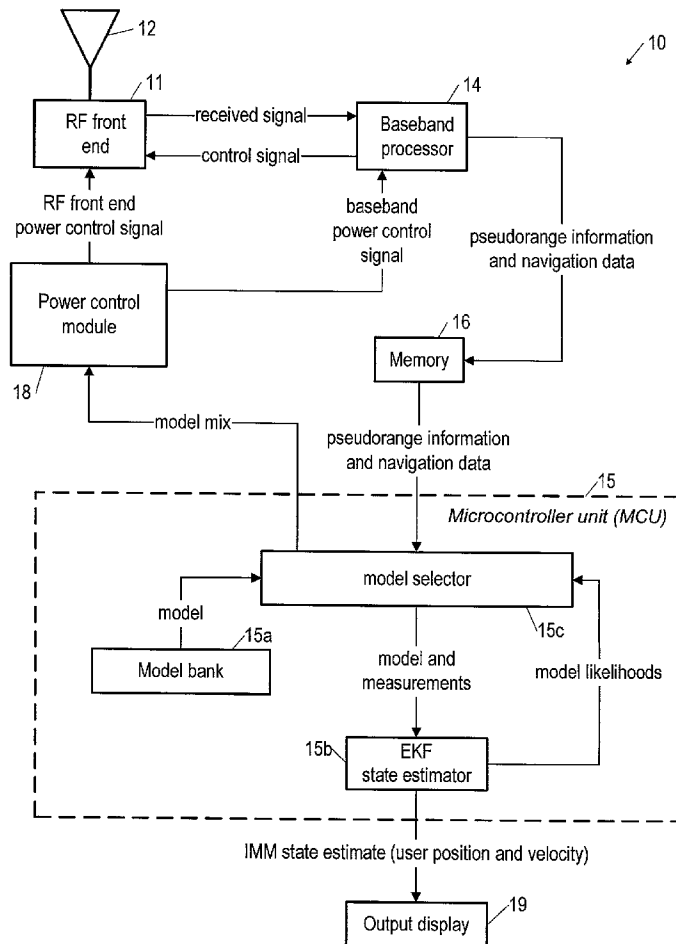 12
10
11
14
RF front
end
received signal
control signal
Baseband
processor
RF front end
power control signal
baseband
power control
signal
pseudorange information
and navigation data
Power control
module
16
Memory
18
model mix
pseudorange information
and navigation data
15
Microcontroller unit (MCU)
model selector
model
15a
15c
Model bank
model and
measurements
model likelihoods
15b
EKF
state estimator
IMM state estimate (user position and velocity)
19
Output display